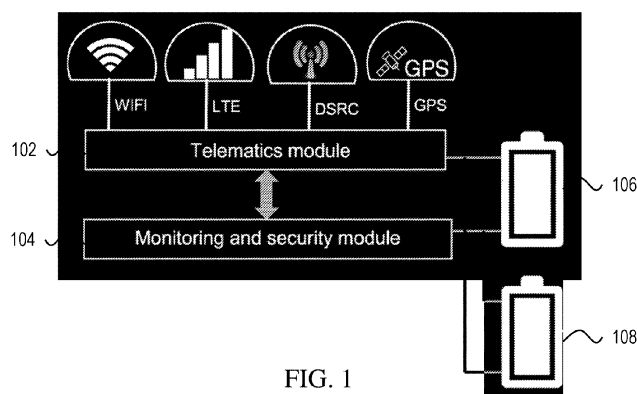 GPS
WIFI
LTE
DSRC
GPS
102
Telematics module
106
104
Monitoring and security module
108
FIG. 1